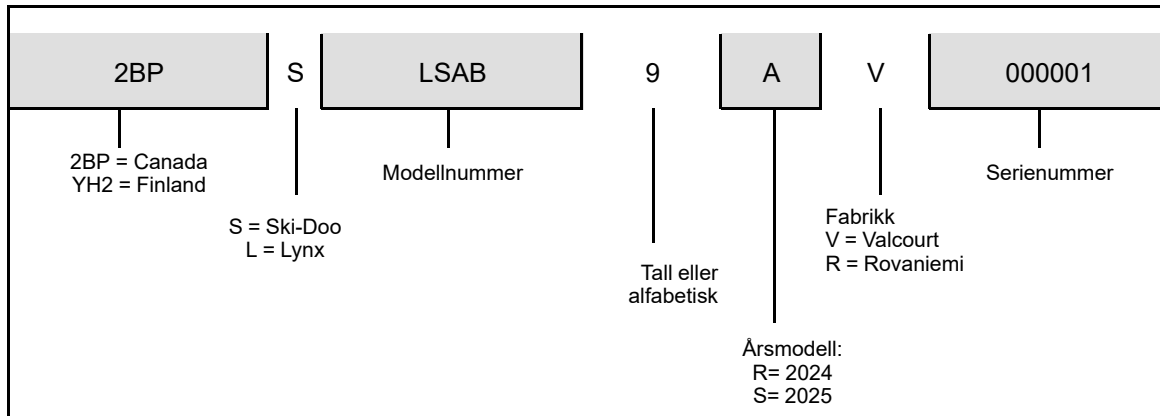 2BP S LSAB 9 A V 000001
2BP = Canada
YH2 = Finland
S = Ski-Doo
L = Lynx
Modellnummer
Tall eller
alfabetisk
Årsmodell:
R= 2024
S= 2025
Fabrikk
V = Valcourt
R = Rovaniemi
Serienummer